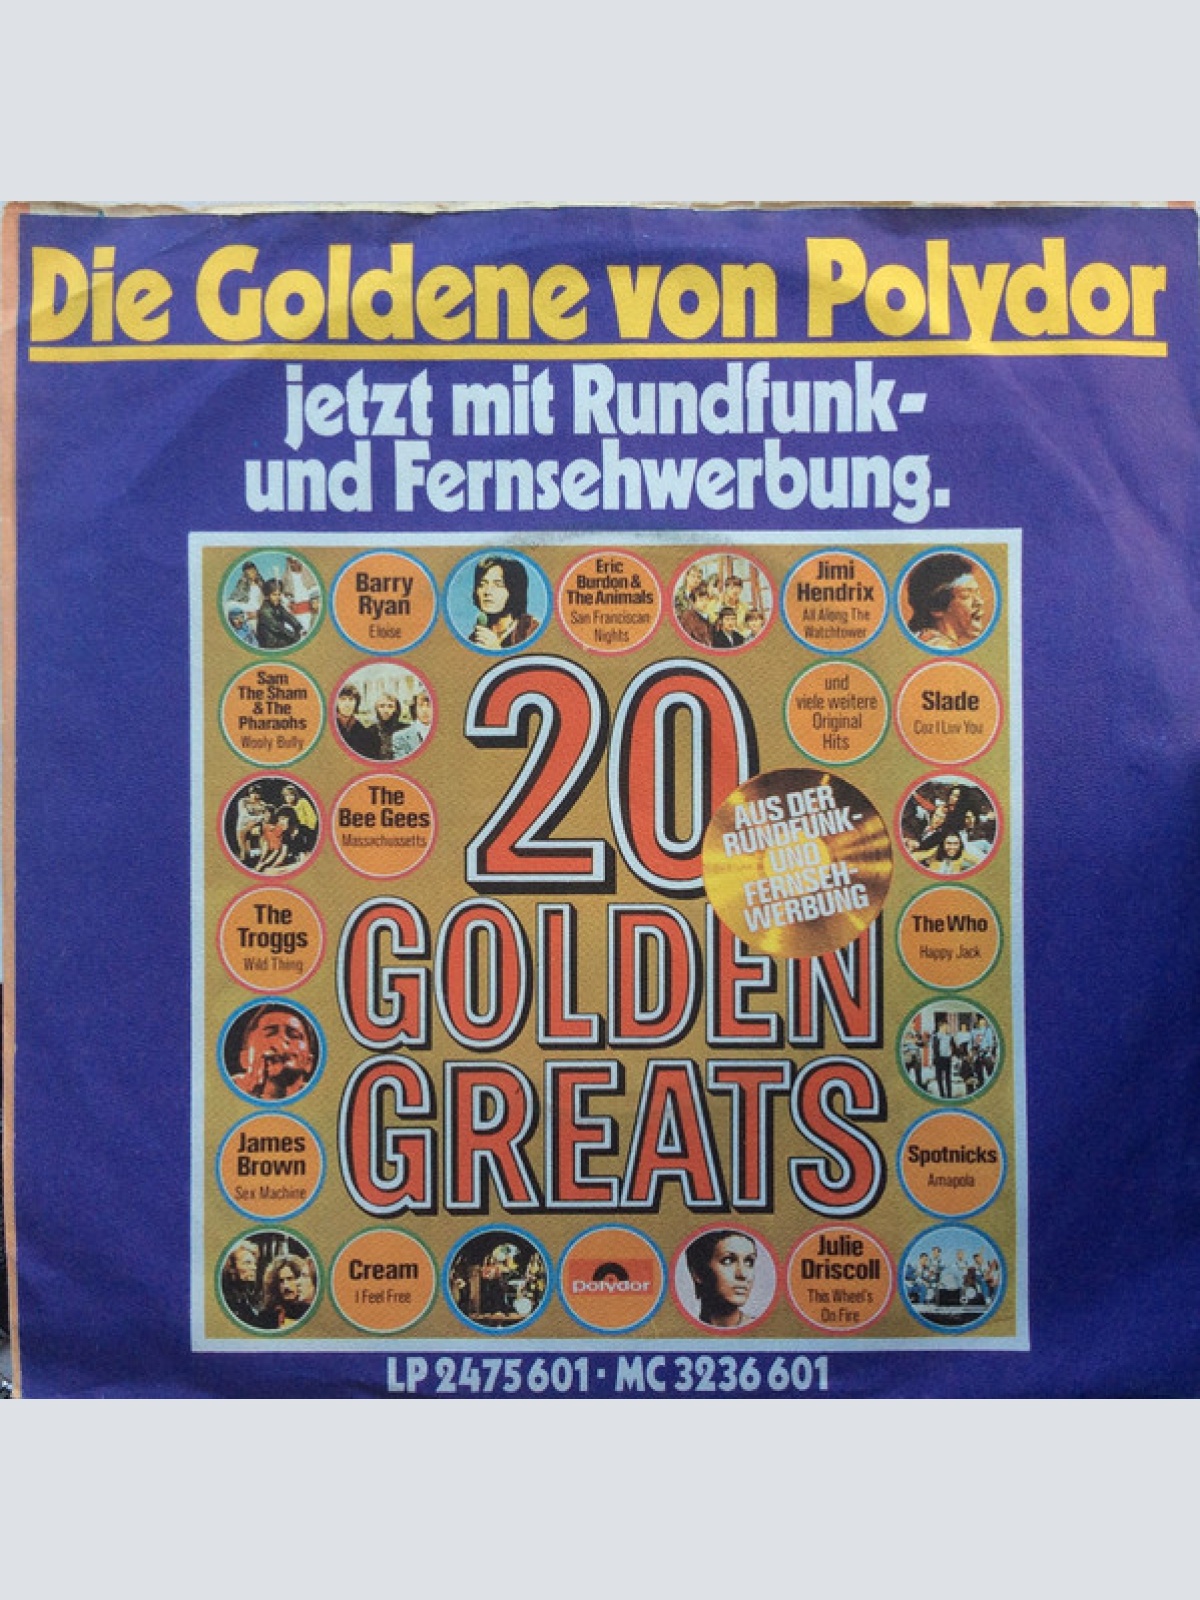 Die Goldene von Polydor
jetzt mit Rundfunk-
und Fernsehwerbung.
Barry
Ryan
Eloise
Eric
Burdon &
The Animals
San Franciscan
Nights
Jimi
Hendrix
All Along The
Watchtower
Sam
The Sham
& The
Pharaohs
Wooly Bully
und
viele weitere
Original
Hits
Slade
Coz I Luv You
The
Bee Gees
Massachussetts
20
GOLDEN
GREATS
AUS DER
RUNDFUNK-
UND
FERNSEH-
WERBUNG
The
Troggs
Wild Thing
The Who
Happy Jack
James
Brown
Sex Machine
Spotnicks
Amapola
Cream
I Feel Free
polydor
Julie
Driscoll
This Wheel's
On Fire
LP 2475 601 · MC 3236 601